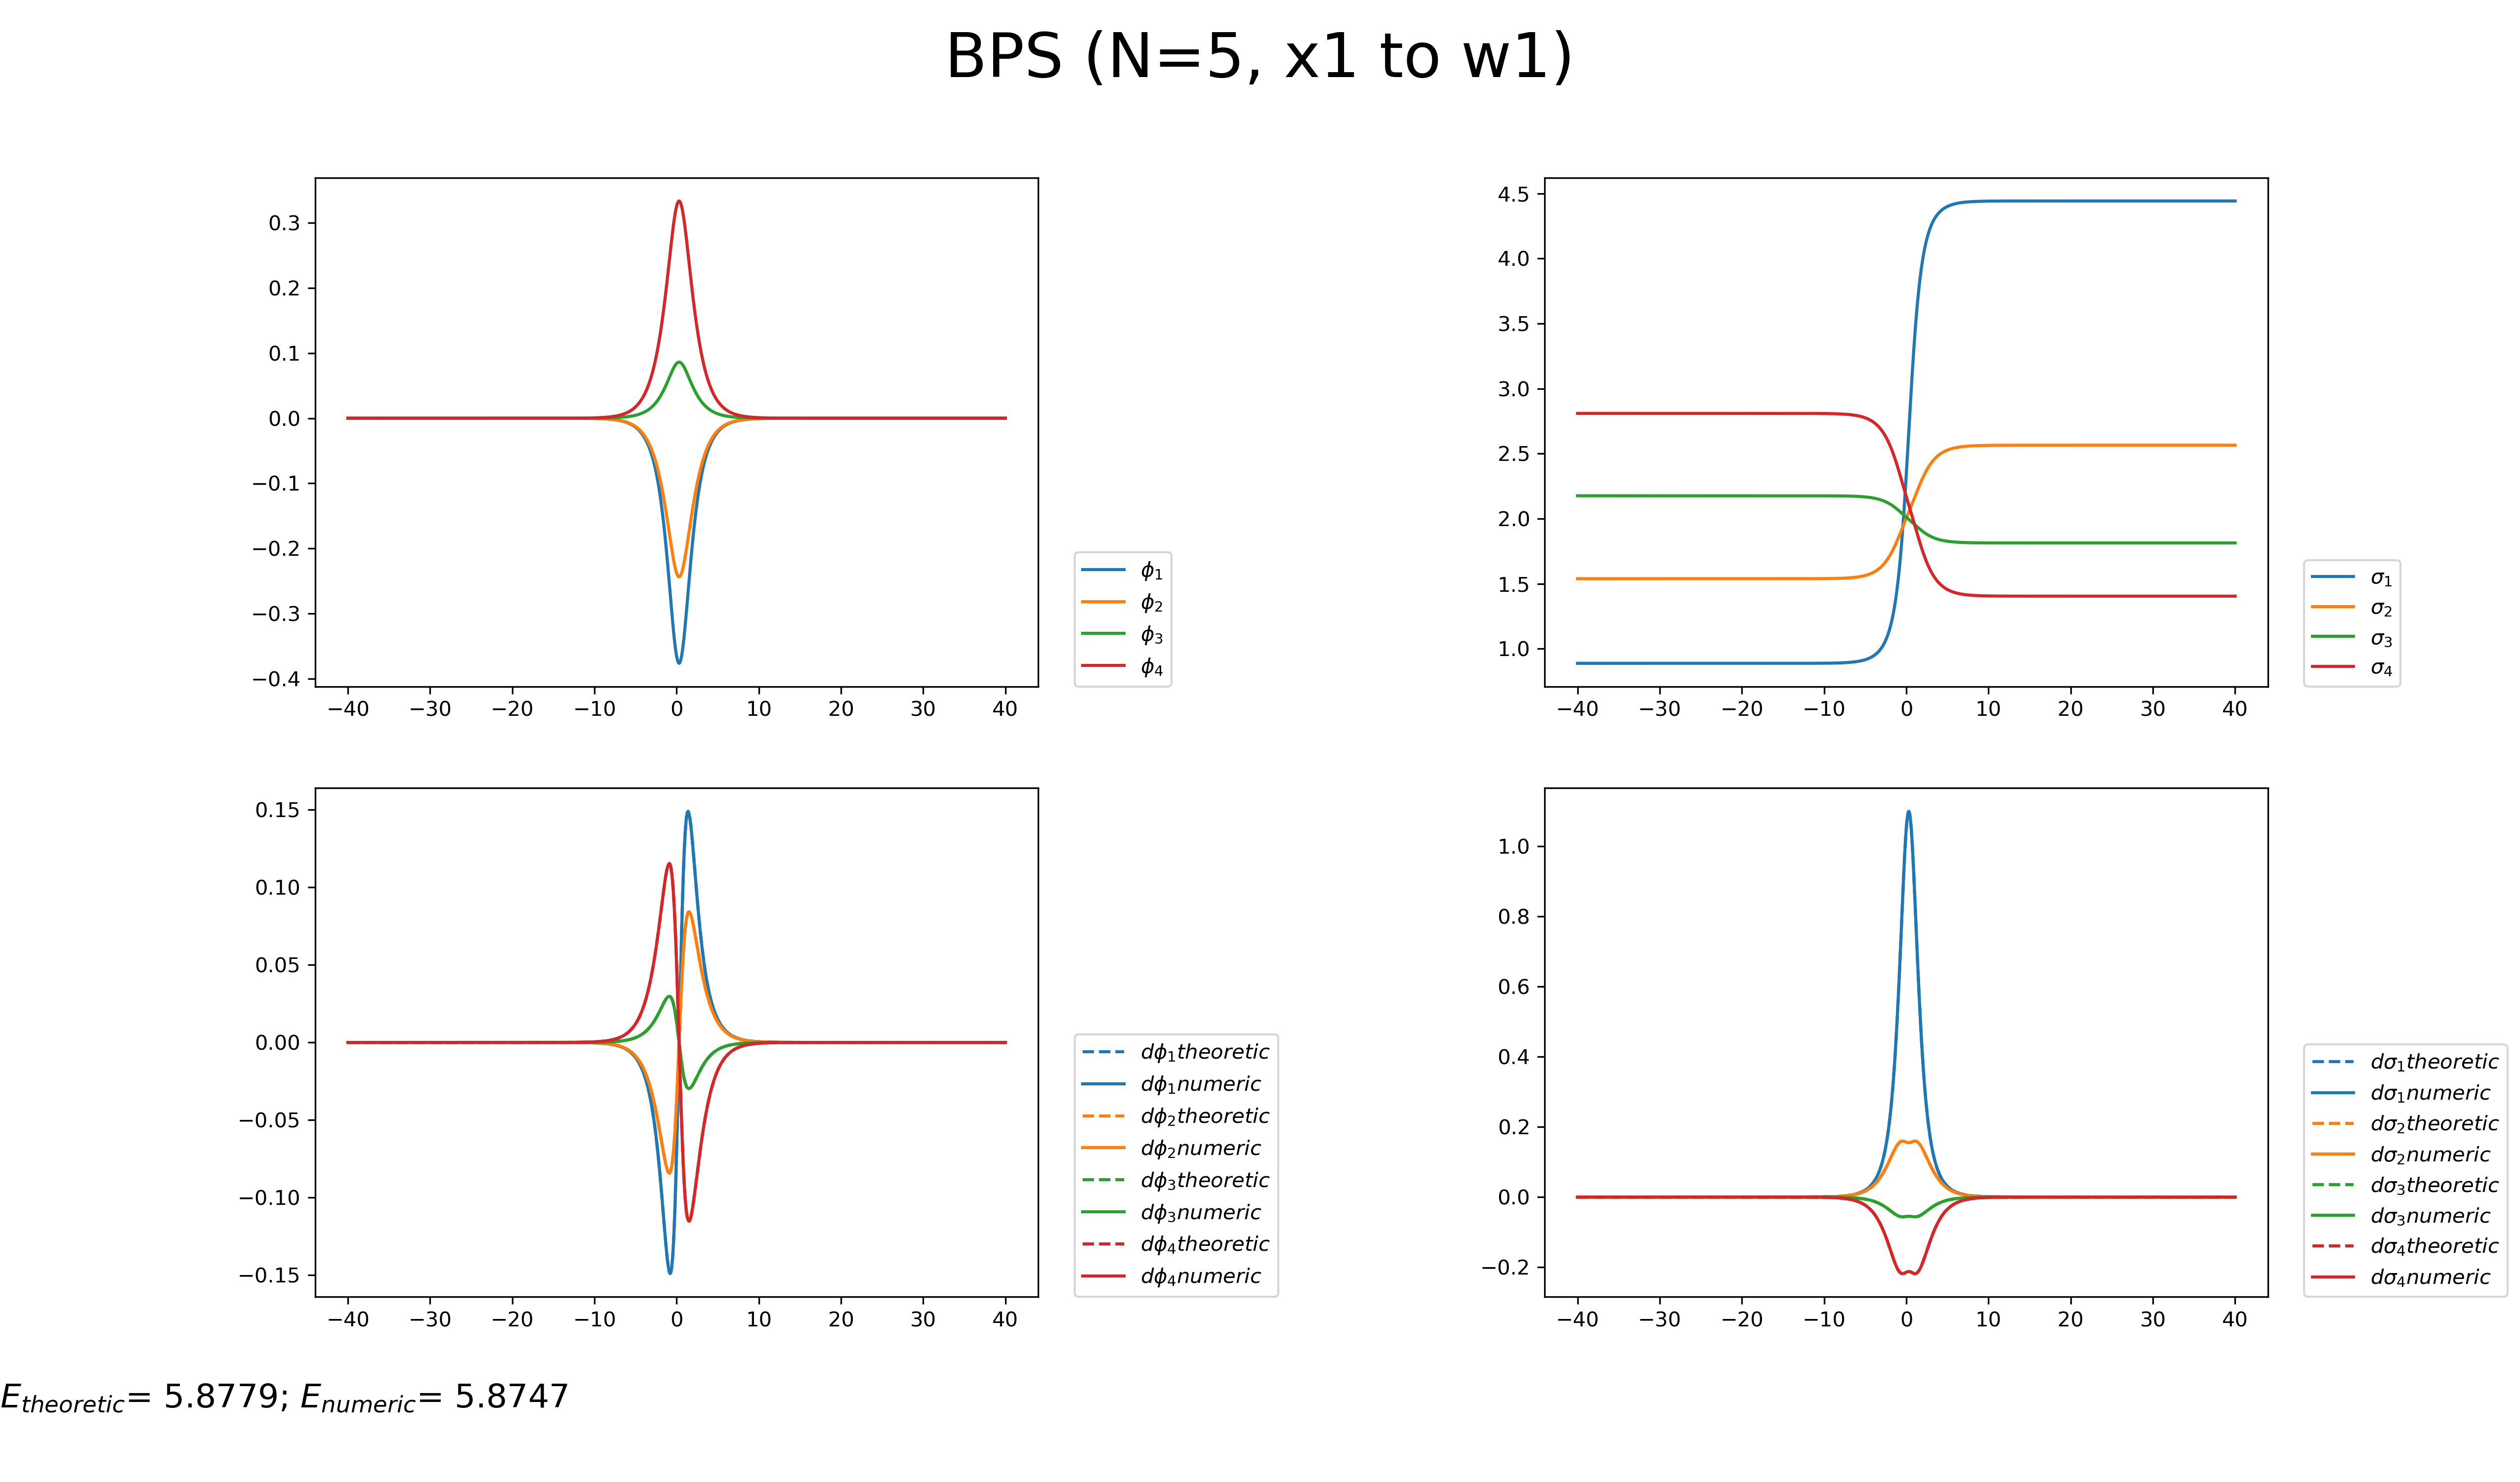 BPS (N=5, x1 to w1)
0.3
0.2
0.1
0.0
−0.1
−0.2
−0.3
−0.4
−40 −30 −20 −10 0 10 20 30 40
ϕ1
ϕ2
ϕ3
ϕ4
4.5
4.0
3.5
3.0
2.5
2.0
1.5
1.0
−40 −30 −20 −10 0 10 20 30 40
σ1
σ2
σ3
σ4
0.15
0.10
0.05
0.00
−0.05
−0.10
−0.15
−40 −30 −20 −10 0 10 20 30 40
dϕ1theoretic
dϕ1numeric
dϕ2theoretic
dϕ2numeric
dϕ3theoretic
dϕ3numeric
dϕ4theoretic
dϕ4numeric
1.0
0.8
0.6
0.4
0.2
0.0
−0.2
−40 −30 −20 −10 0 10 20 30 40
dσ1theoretic
dσ1numeric
dσ2theoretic
dσ2numeric
dσ3theoretic
dσ3numeric
dσ4theoretic
dσ4numeric
Etheoretic= 5.8779; Enumeric= 5.8747